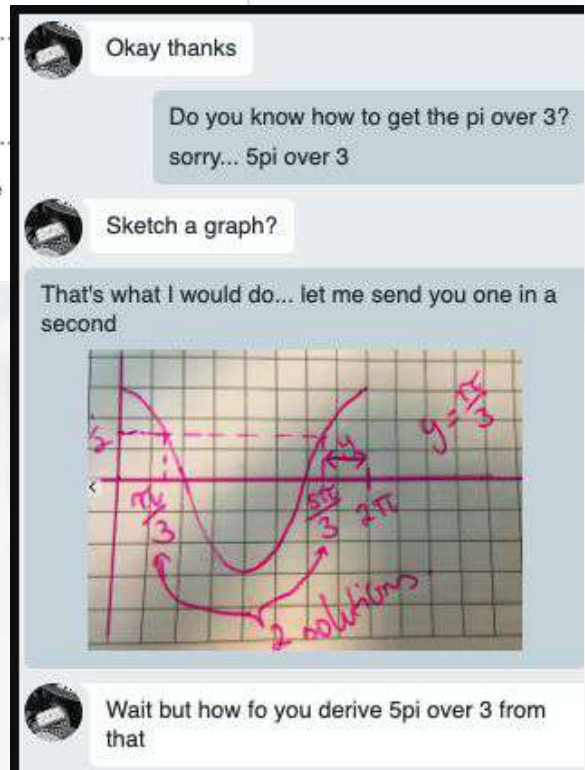 Okay thanks
Do you know how to get the pi over 3?
sorry... 5pi over 3
Sketch a graph?
That's what I would do... let me send you one in a
second
y = π/3
y
π/3
5π/3
2π
2 solutions
Wait but how fo you derive 5pi over 3 from
that